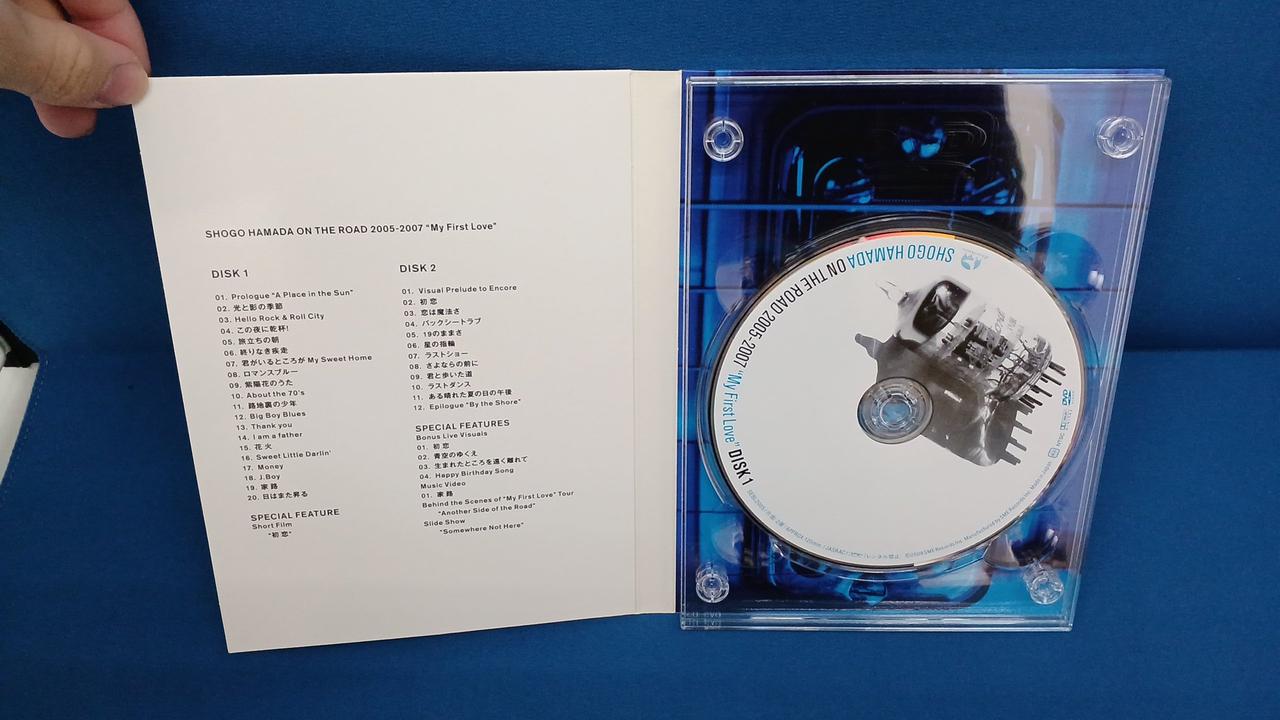 SHOGO HAMADA ON THE ROAD 2005-2007 “My First Love”
DISK 1
01. Prologue “A Place in the Sun”
02. 光と影の季節
03. Hello Rock & Roll City
04. この夜に乾杯!
05. 旅立ちの朝
06. 終りなき疾走
07. 君がいるところが My Sweet Home
08. ロマンスブルー
09. 紫陽花のうた
10. About the 70's
11. 路地裏の少年
12. Big Boy Blues
13. Thank you
14. I am a father
15. 花火
16. Sweet Little Darlin'
17. Money
18. J.Boy
19. 家路
20. 日はまた昇る
SPECIAL FEATURE
Short Film
“初恋”
DISK 2
01. Visual Prelude to Encore
02. 初恋
03. 恋は魔法さ
04. バックシートラブ
05. 19のままさ
06. 星の指輪
07. ラストショー
08. さよならの前に
09. 君と歩いた道
10. ラストダンス
11. ある晴れた夏の日の午後
12. Epilogue “By the Shore”
SPECIAL FEATURES
Bonus Live Visuals
01. 初恋
02. 青空のゆくえ
03. 生まれたところを遠く離れて
04. Happy Birthday Song
Music Video
01. 家路
Behind the Scenes of “My First Love” Tour
“Another Side of the Road”
Slide Show
“Somewhere Not Here”
SHOGO HAMADA ON THE ROAD 2005-2007 “My First Love” DISK 1
DVD
NTSC
Manufactured by SME Records Inc. Made in Japan